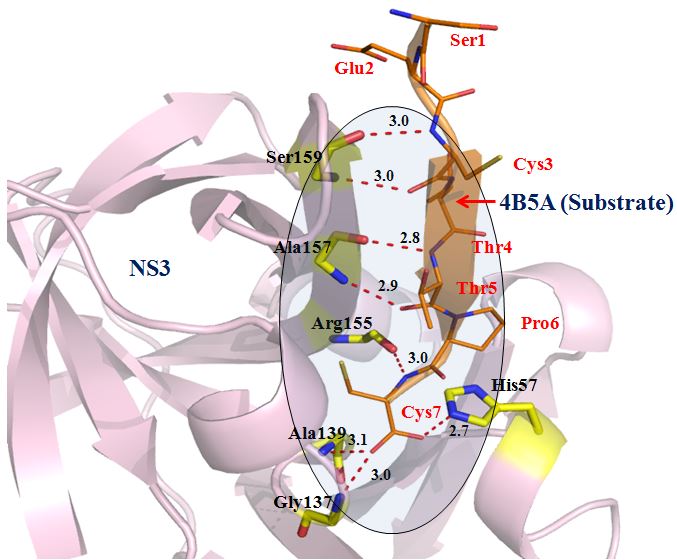 Ser1
Glu2
3.0
Ser159
Cys3
3.0
4B5A (Substrate)
2.8
Ala157
Thr4
NS3
2.9
Thr5
Arg155
Pro6
3.0
His57
Cys7
Ala139
3.1
2.7
3.0
Gly137